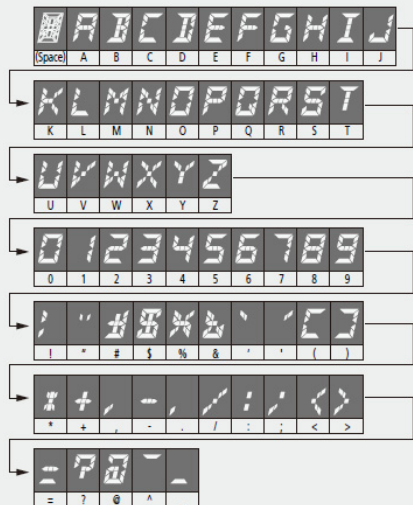 (Space) A B C D E F G H I J
K L M N O P Q R S T
U V W X Y Z
0 1 2 3 4 5 6 7 8 9
! " # $ % & ‘ ' ( )
* + , - . / : ; < >
= ? @ ^ _